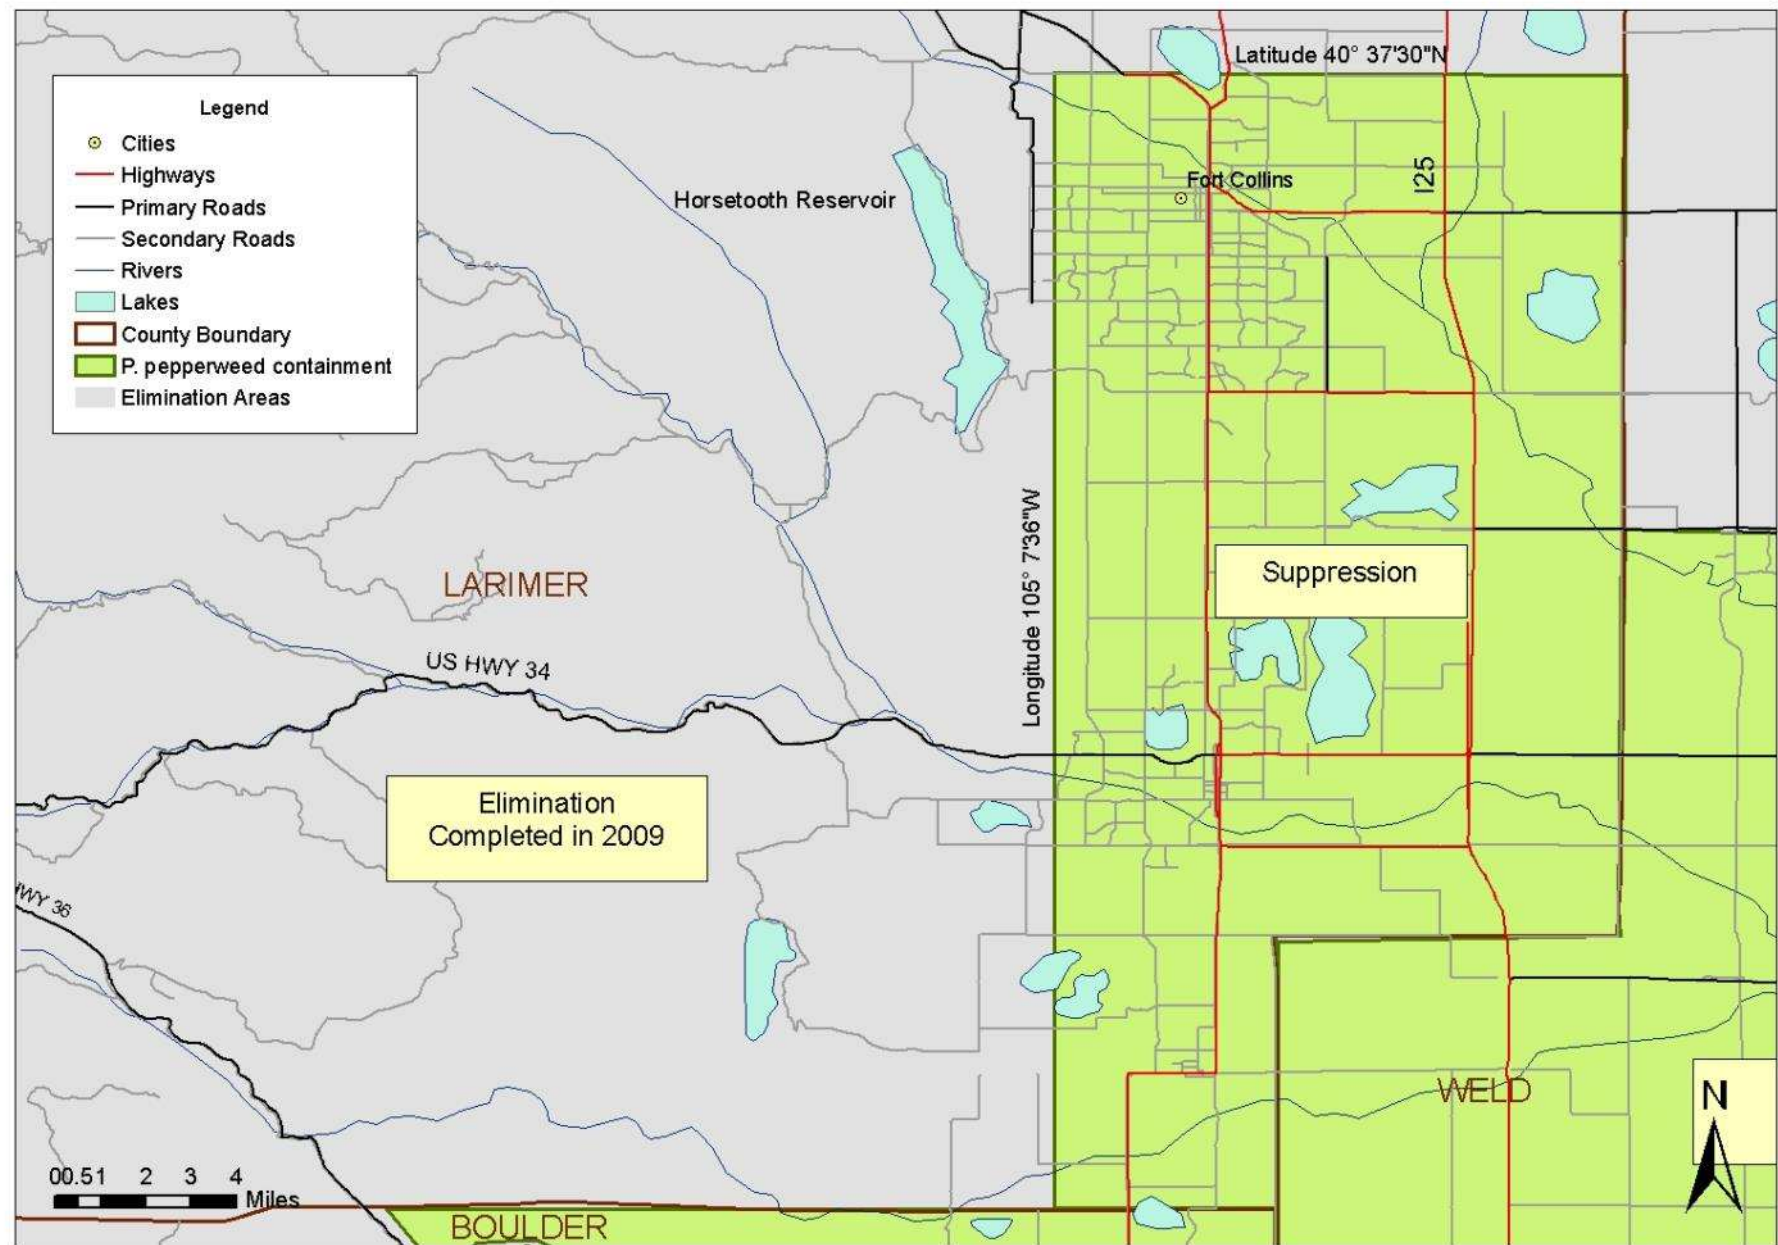 Latitude 40° 37'30"N
Legend
Cities
Highways
Primary Roads
Secondary Roads
Rivers
Lakes
County Boundary
P. pepperweed containment
Elimination Areas
Horsetooth Reservoir
Fort Collins
I25
Longitude 105° 7'36"W
Suppression
LARIMER
US HWY 34
Elimination
Completed in 2009
HWY 36
WELD
N
00.51 2 3 4
Miles
BOULDER